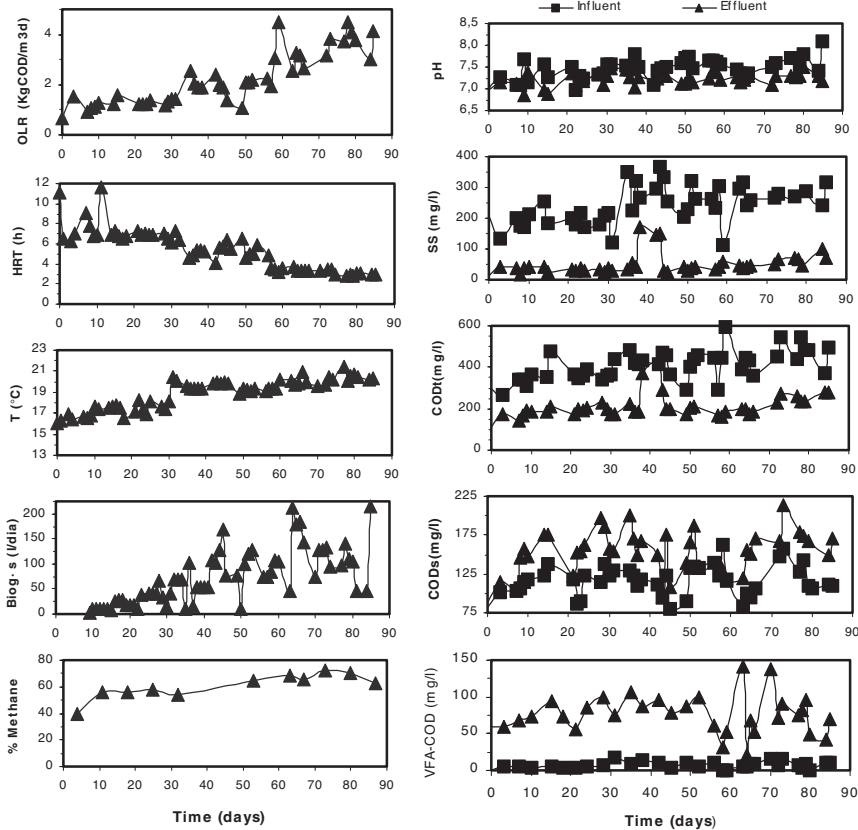 Influent Effluent
OLR (KgCOD/m3d)
4
2
0
0 10 20 30 40 50 60 70 80 90
HRT (h)
12
10
8
6
4
2
0
0 10 20 30 40 50 60 70 80 90
T (°C)
23
21
19
17
15
13
0 10 20 30 40 50 60 70 80 90
Biog·s (l/dia)
200
150
100
50
0
0 10 20 30 40 50 60 70 80 90
% Methane
80
60
40
20
0
0 10 20 30 40 50 60 70 80 90
Time (days)
pH
8,5
8,0
7,5
7,0
6,5
0 10 20 30 40 50 60 70 80 90
SS (mg/l)
400
300
200
100
0
0 10 20 30 40 50 60 70 80 90
CODt(mg/l)
600
400
200
0
0 10 20 30 40 50 60 70 80 90
CODs(mg/l)
225
175
125
75
0 10 20 30 40 50 60 70 80 90
VFA-COD (mg/l)
150
100
50
0
0 10 20 30 40 50 60 70 80 90
Time (days)